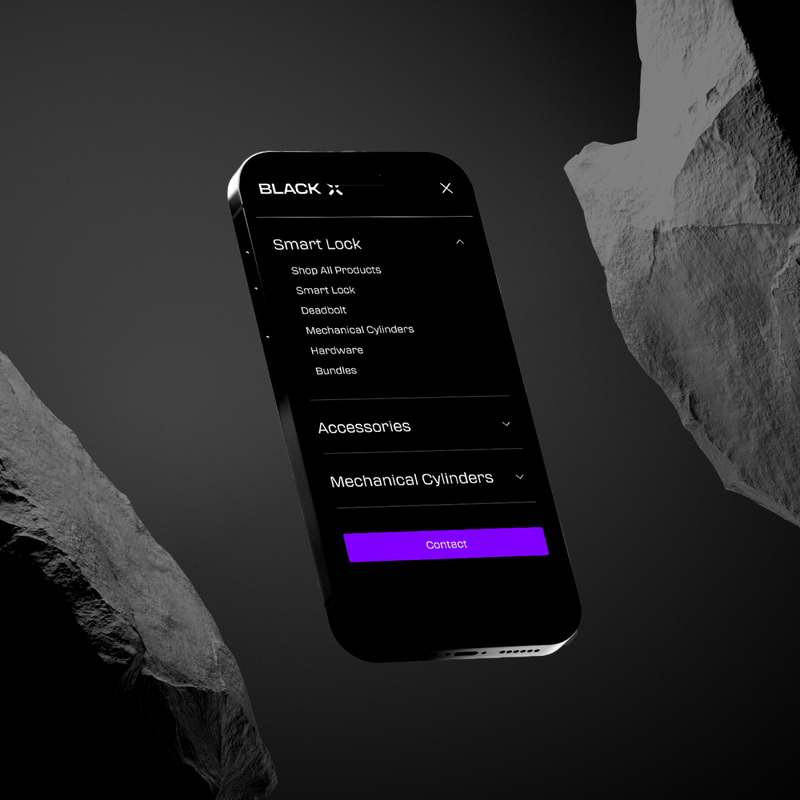 BLACK X
Smart Lock
Shop All Products
Smart Lock
Deadbolt
Mechanical Cylinders
Hardware
Bundles
Accessories
Mechanical Cylinders
Contact